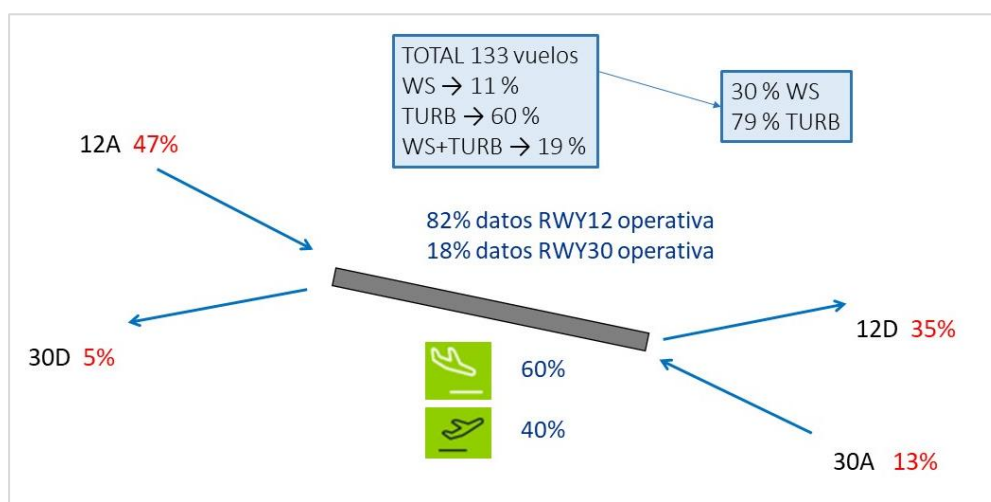 TOTAL 133 vuelos
WS → 11 %
TURB → 60 %
WS+TURB → 19 %
30 % WS
79 % TURB
12A 47%
82% datos RWY12 operativa
18% datos RWY30 operativa
30D 5%
12D 35%
60%
40%
30A 13%